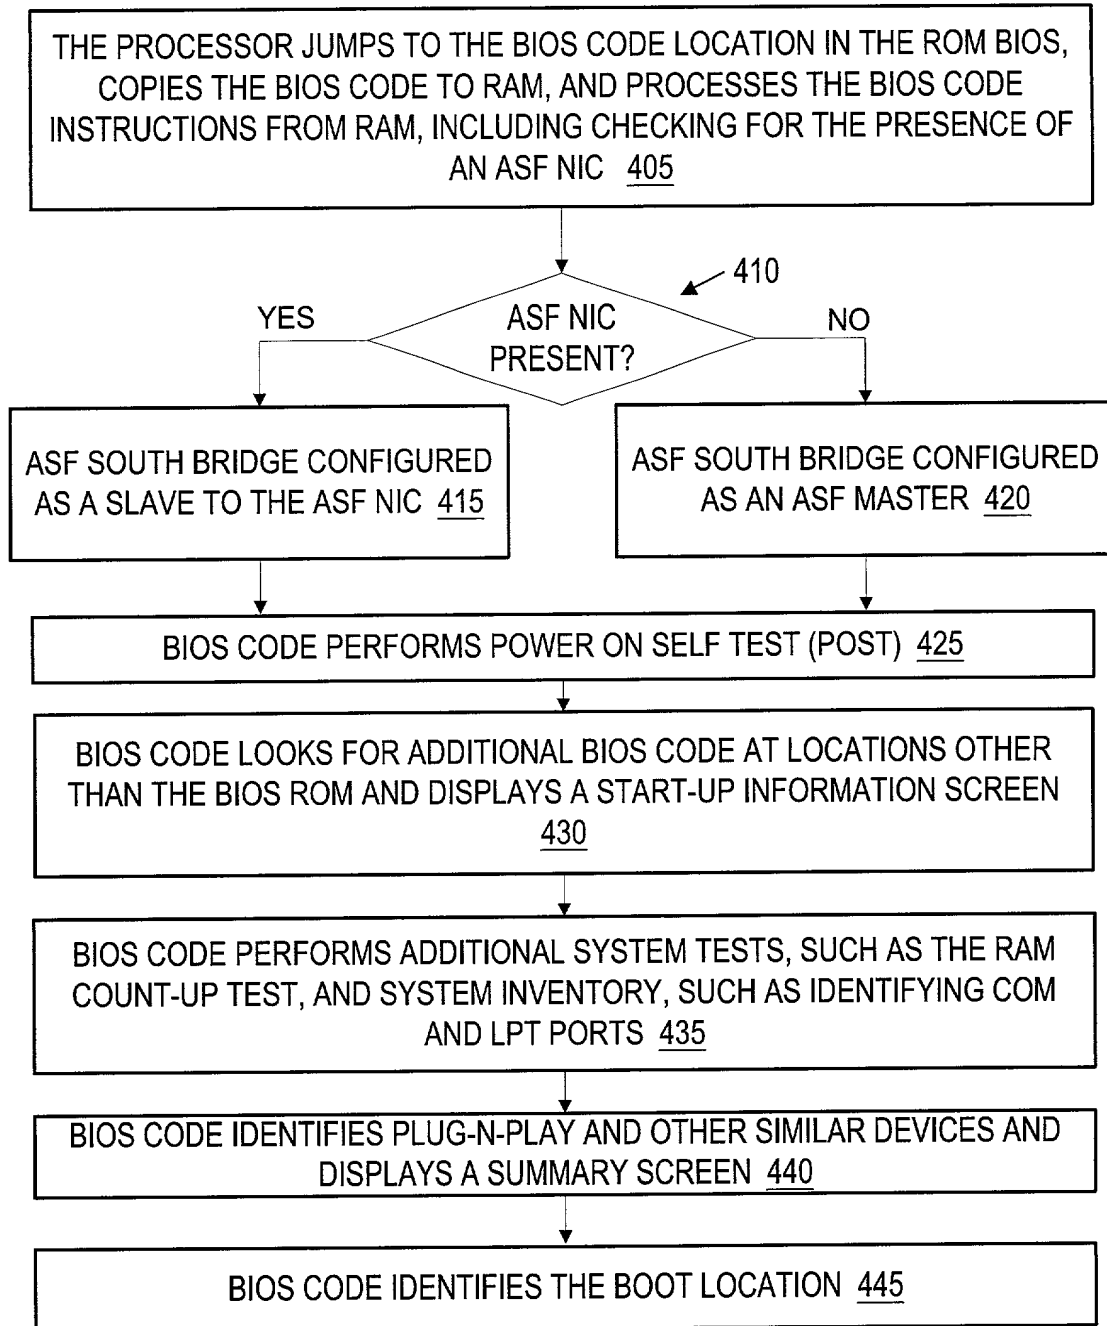 THE PROCESSOR JUMPS TO THE BIOS CODE LOCATION IN THE ROM BIOS,
COPIES THE BIOS CODE TO RAM, AND PROCESSES THE BIOS CODE
INSTRUCTIONS FROM RAM, INCLUDING CHECKING FOR THE PRESENCE OF
AN ASF NIC 405
410
YES
ASF NIC
PRESENT?
NO
ASF SOUTH BRIDGE CONFIGURED
AS A SLAVE TO THE ASF NIC 415
ASF SOUTH BRIDGE CONFIGURED
AS AN ASF MASTER 420
BIOS CODE PERFORMS POWER ON SELF TEST (POST) 425
BIOS CODE LOOKS FOR ADDITIONAL BIOS CODE AT LOCATIONS OTHER
THAN THE BIOS ROM AND DISPLAYS A START-UP INFORMATION SCREEN
430
BIOS CODE PERFORMS ADDITIONAL SYSTEM TESTS, SUCH AS THE RAM
COUNT-UP TEST, AND SYSTEM INVENTORY, SUCH AS IDENTIFYING COM
AND LPT PORTS 435
BIOS CODE IDENTIFIES PLUG-N-PLAY AND OTHER SIMILAR DEVICES AND
DISPLAYS A SUMMARY SCREEN 440
BIOS CODE IDENTIFIES THE BOOT LOCATION 445